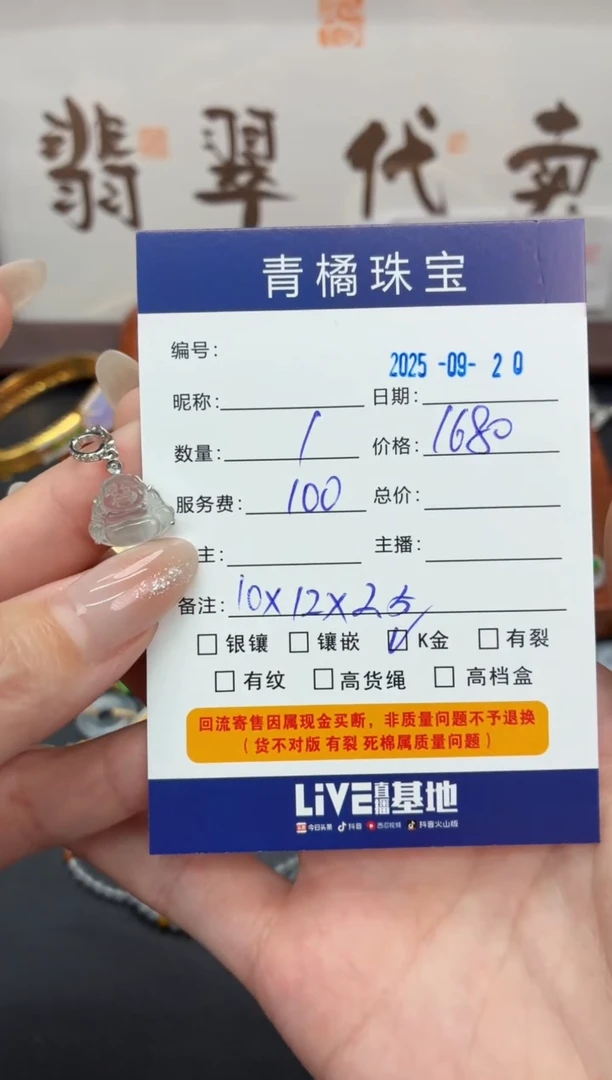 翡翠代卖
青橘珠宝
编号：
2025-09-20
昵称： 日期：
数量： 1 价格： 1680
服务费： 100 总价：
主： 主播：
备注： 10x12x2.5
□ 银镶 □ 镶嵌 ☑ K金 □ 有裂
□ 有纹 □ 高货绳 □ 高档盒
回流寄售因属现金买断，非质量问题不予退换
（货不对版 有裂 死棉属质量问题）
LiVE直播基地
今日头条 抖音 西瓜视频 抖音火山版